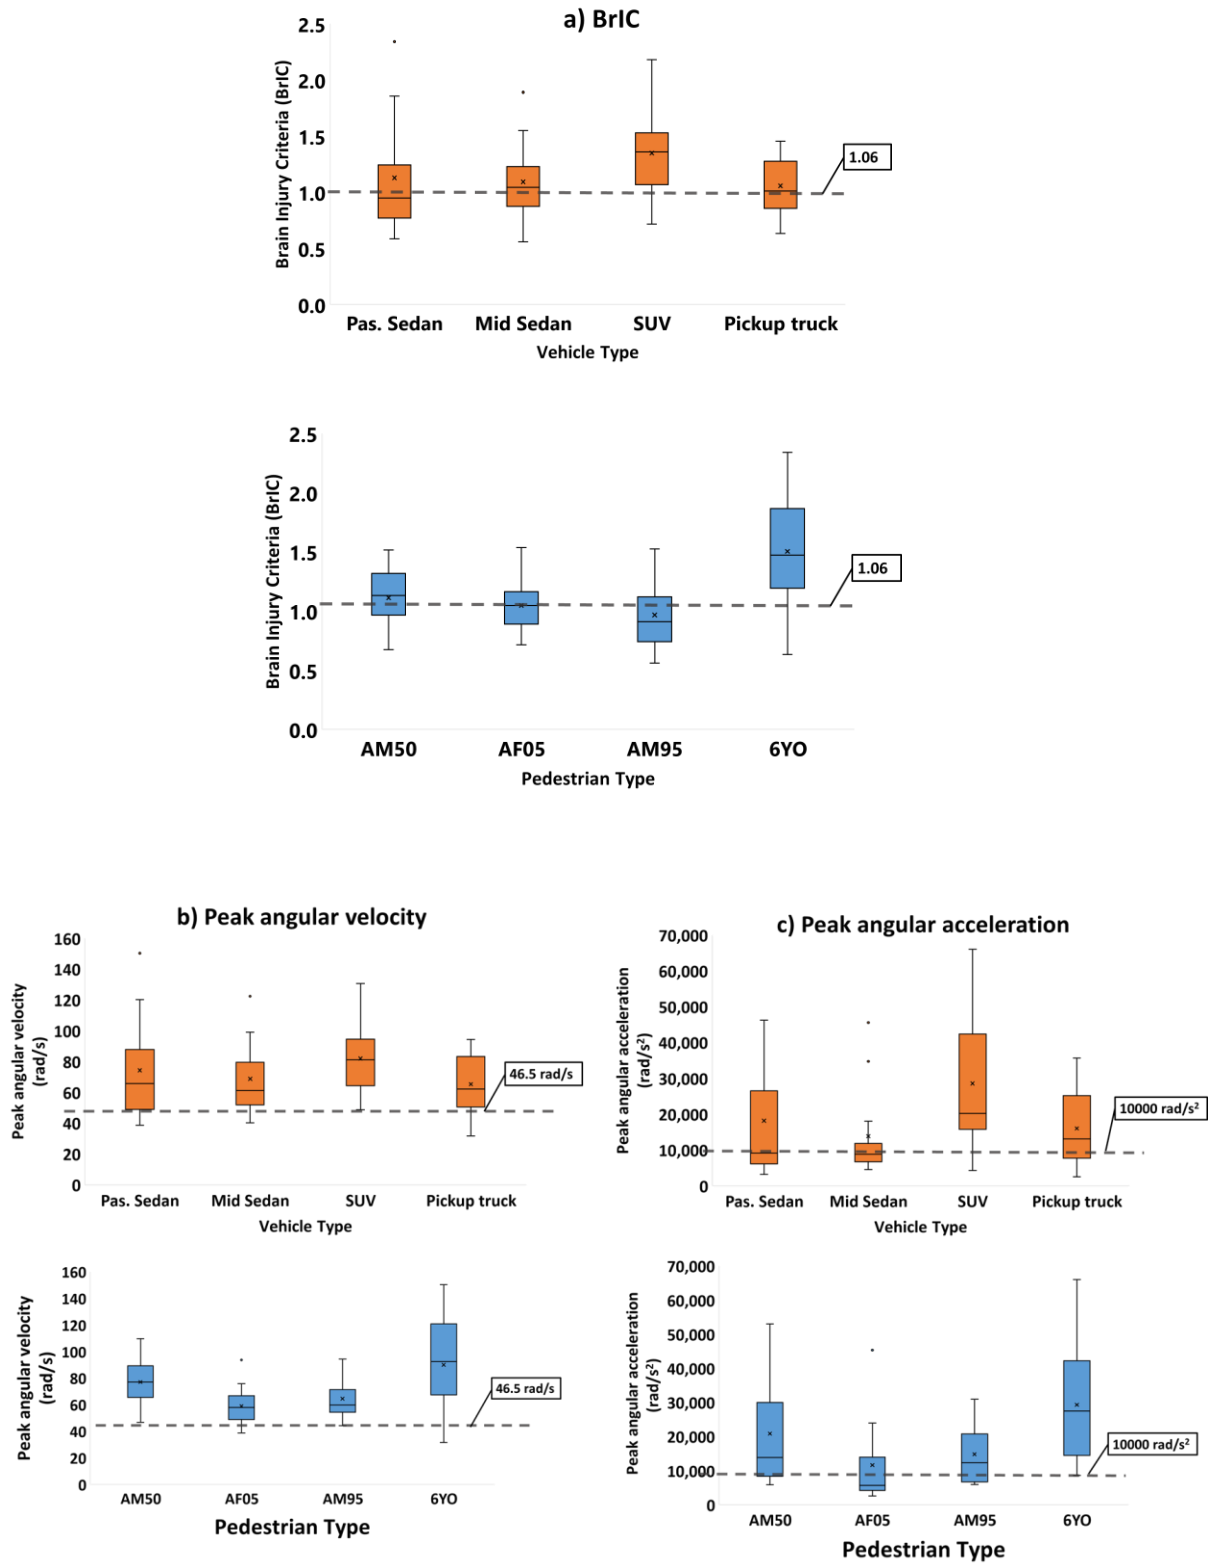 a) BrIC
Brain Injury Criteria (BrIC)
2.5
2.0
1.5
1.0
0.5
0.0
1.06
Pas. Sedan Mid Sedan SUV Pickup truck
Vehicle Type
Brain Injury Criteria (BrIC)
2.5
2.0
1.5
1.0
0.5
0.0
1.06
AM50 AF05 AM95 6YO
Pedestrian Type
b) Peak angular velocity
Peak angular velocity
(rad/s)
160
140
120
100
80
60
40
20
0
46.5 rad/s
Pas. Sedan Mid Sedan SUV Pickup truck
Vehicle Type
c) Peak angular acceleration
Peak angular acceleration
(rad/s²)
70,000
60,000
50,000
40,000
30,000
20,000
10,000
0
10000 rad/s²
Pas. Sedan Mid Sedan SUV Pickup truck
Vehicle Type
Peak angular velocity
(rad/s)
160
140
120
100
80
60
40
20
0
46.5 rad/s
AM50 AF05 AM95 6YO
Pedestrian Type
Peak angular acceleration
(rad/s²)
70,000
60,000
50,000
40,000
30,000
20,000
10,000
0
10000 rad/s²
AM50 AF05 AM95 6YO
Pedestrian Type